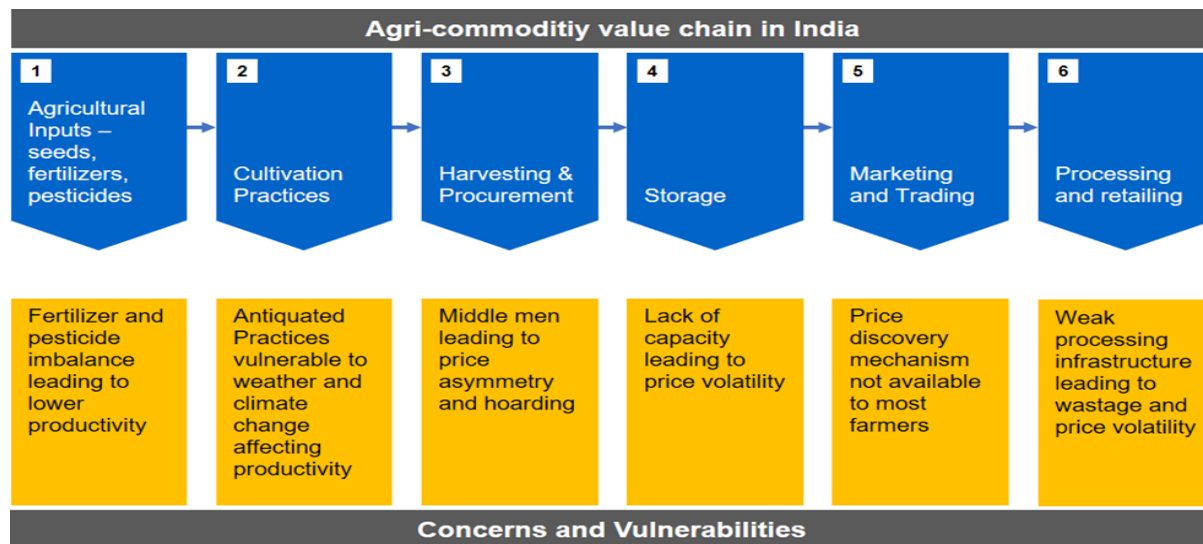 Agri-commoditiy value chain in India
1
Agricultural
Inputs –
seeds,
fertilizers,
pesticides
2
Cultivation
Practices
3
Harvesting &
Procurement
4
Storage
5
Marketing
and Trading
6
Processing
and retailing
Fertilizer and
pesticide
imbalance
leading to
lower
productivity
Antiquated
Practices
vulnerable to
weather and
climate
change
affecting
productivity
Middle men
leading to
price
asymmetry
and hoarding
Lack of
capacity
leading to
price volatility
Price
discovery
mechanism
not available
to most
farmers
Weak
processing
infrastructure
leading to
wastage and
price volatility
Concerns and Vulnerabilities